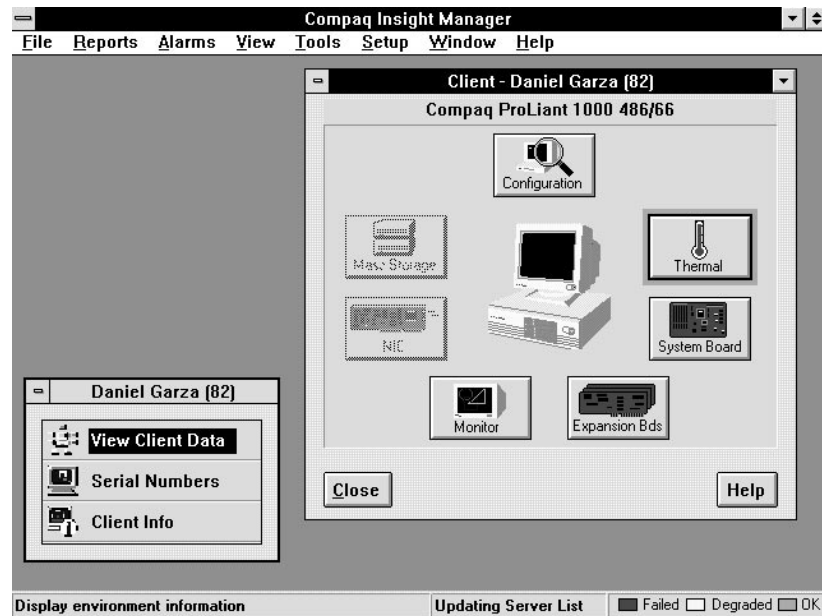 Compaq Insight Manager
File Reports Alarms View Tools Setup Window Help
Client - Daniel Garza (82)
Compaq ProLiant 1000 486/66
Configuration
Mass Storage
Thermal
NIC
System Board
Monitor
Expansion Bds
Close
Help
Daniel Garza (82)
View Client Data
Serial Numbers
Client Info
Display environment information
Updating Server List
Failed Degraded OK